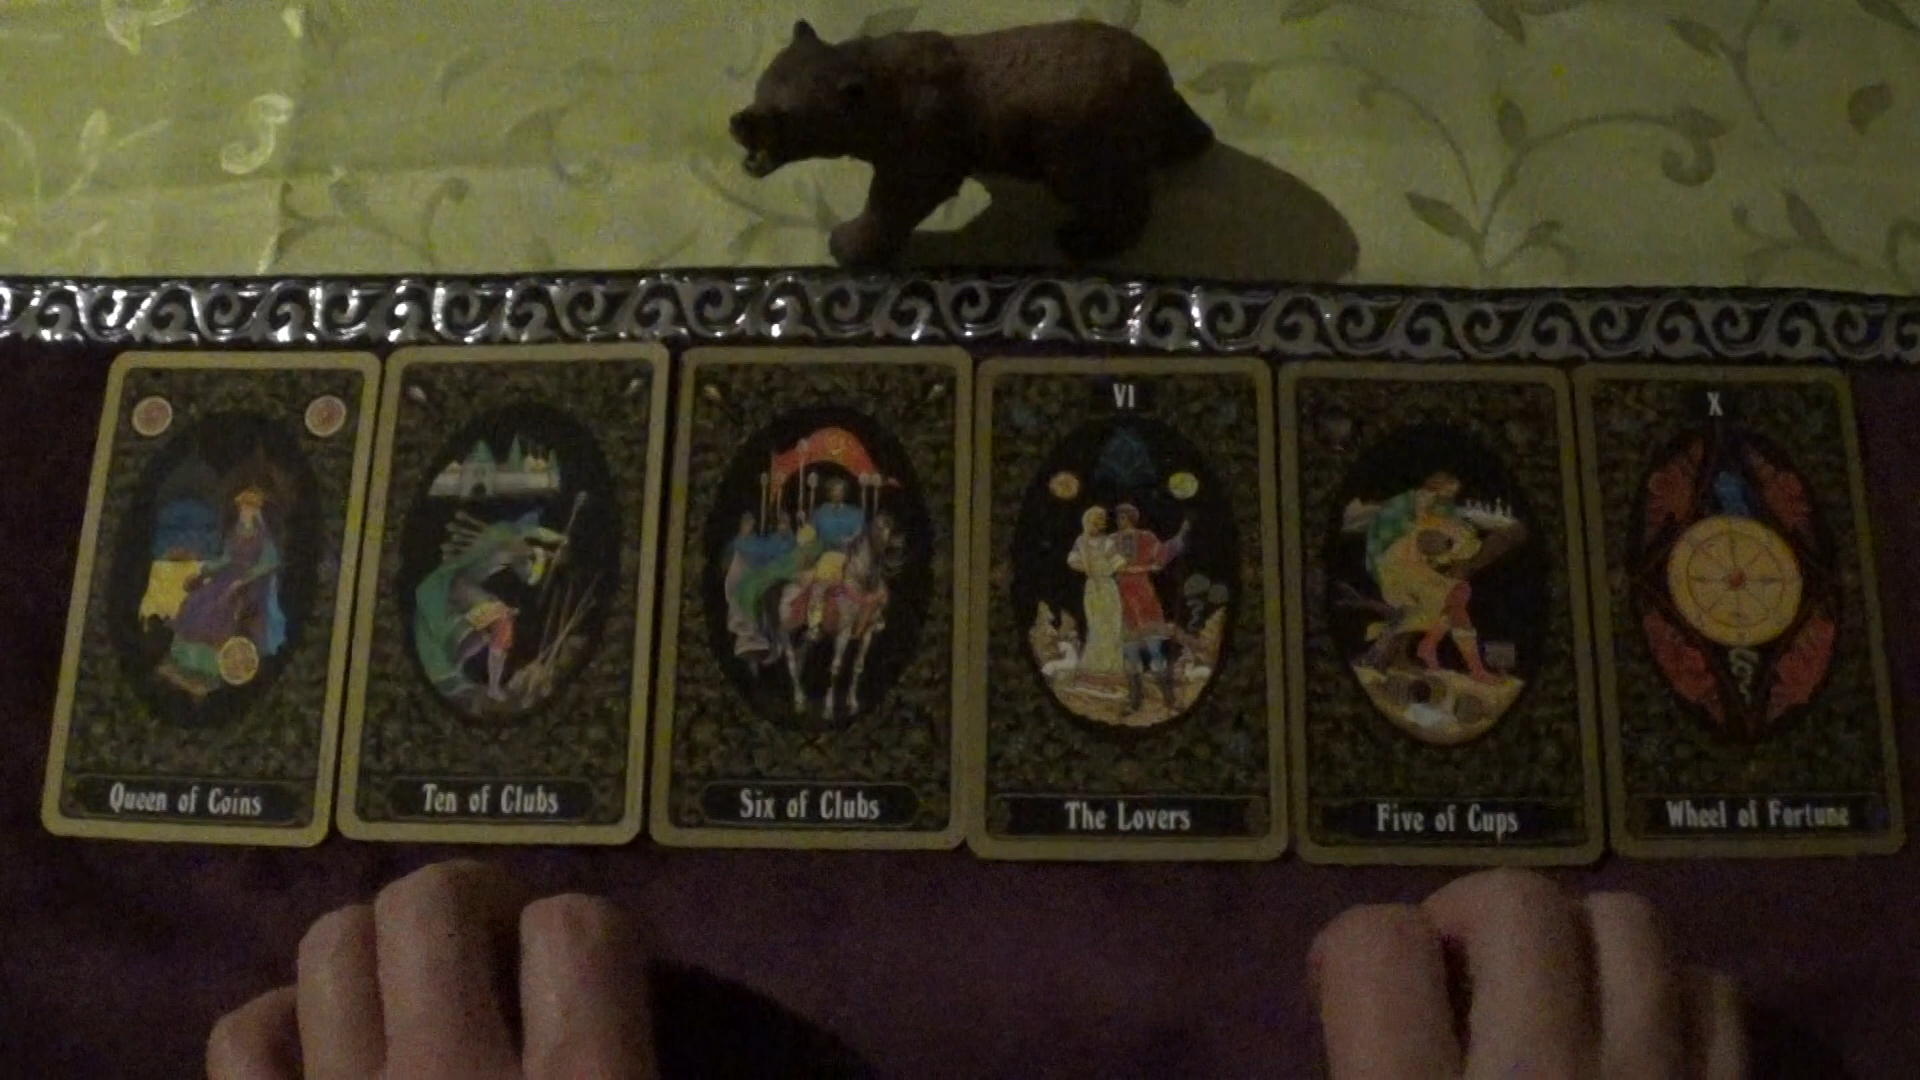 VI
X
Queen of Coins
Ten of Clubs
Six of Clubs
The Lovers
Five of Cups
Wheel of Fortune